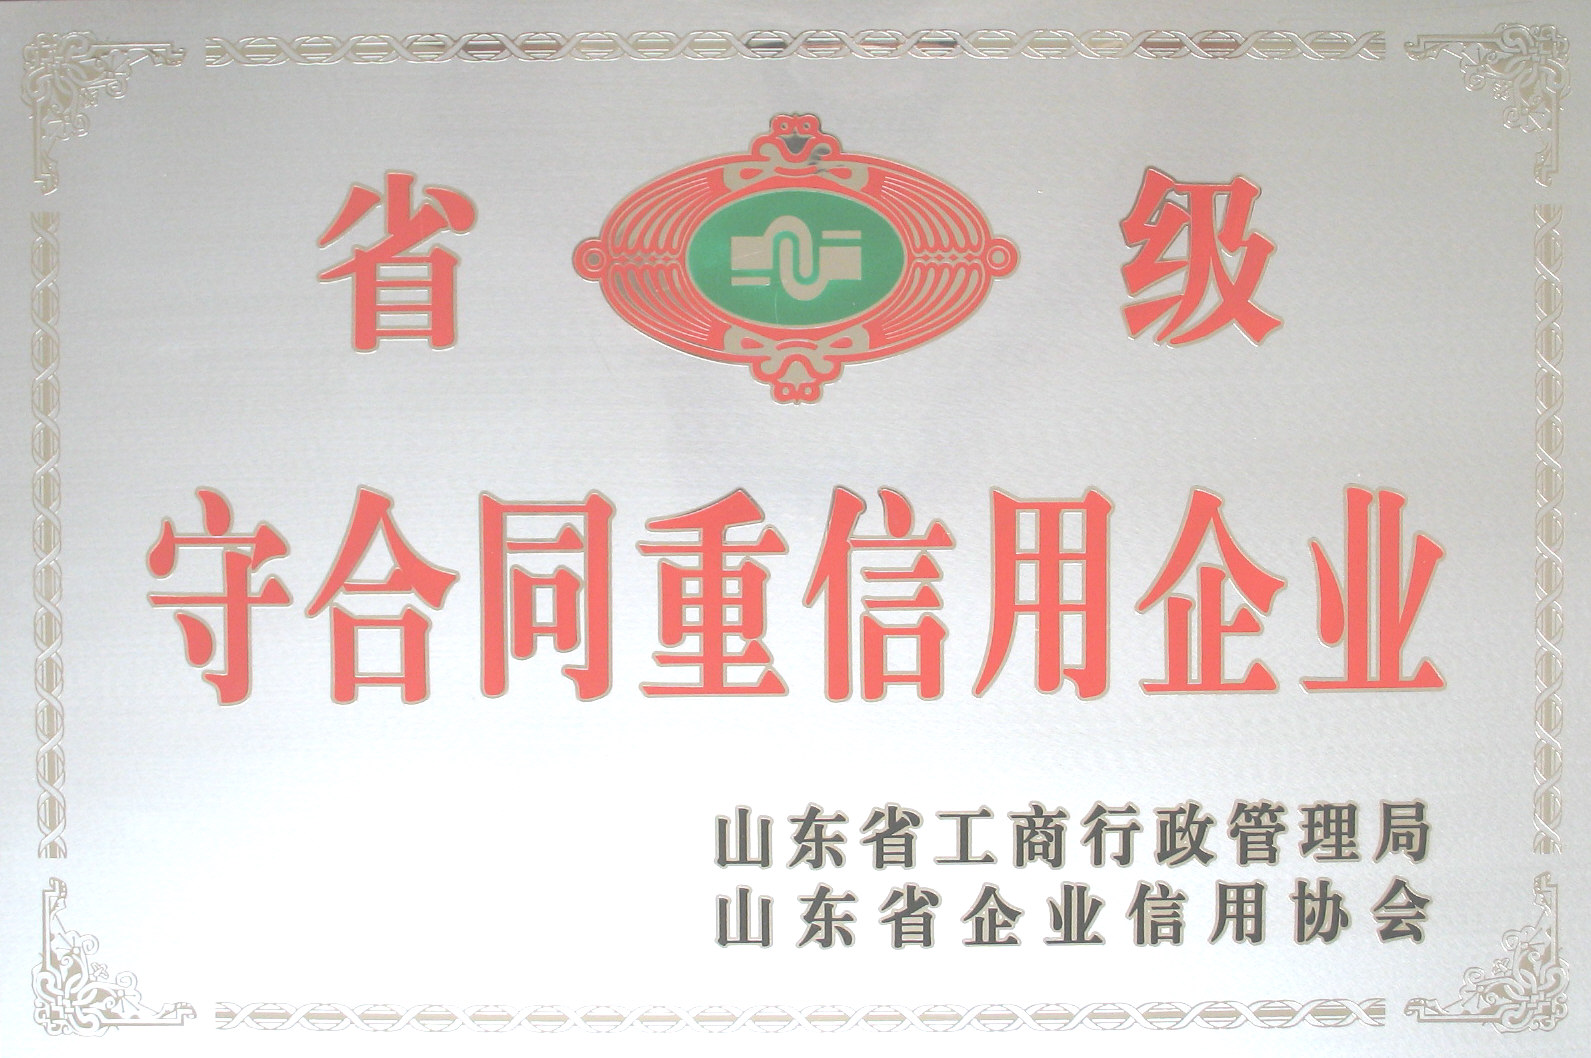 省 级
守合同重信用企业
山东省工商行政管理局
山东省企业信用协会